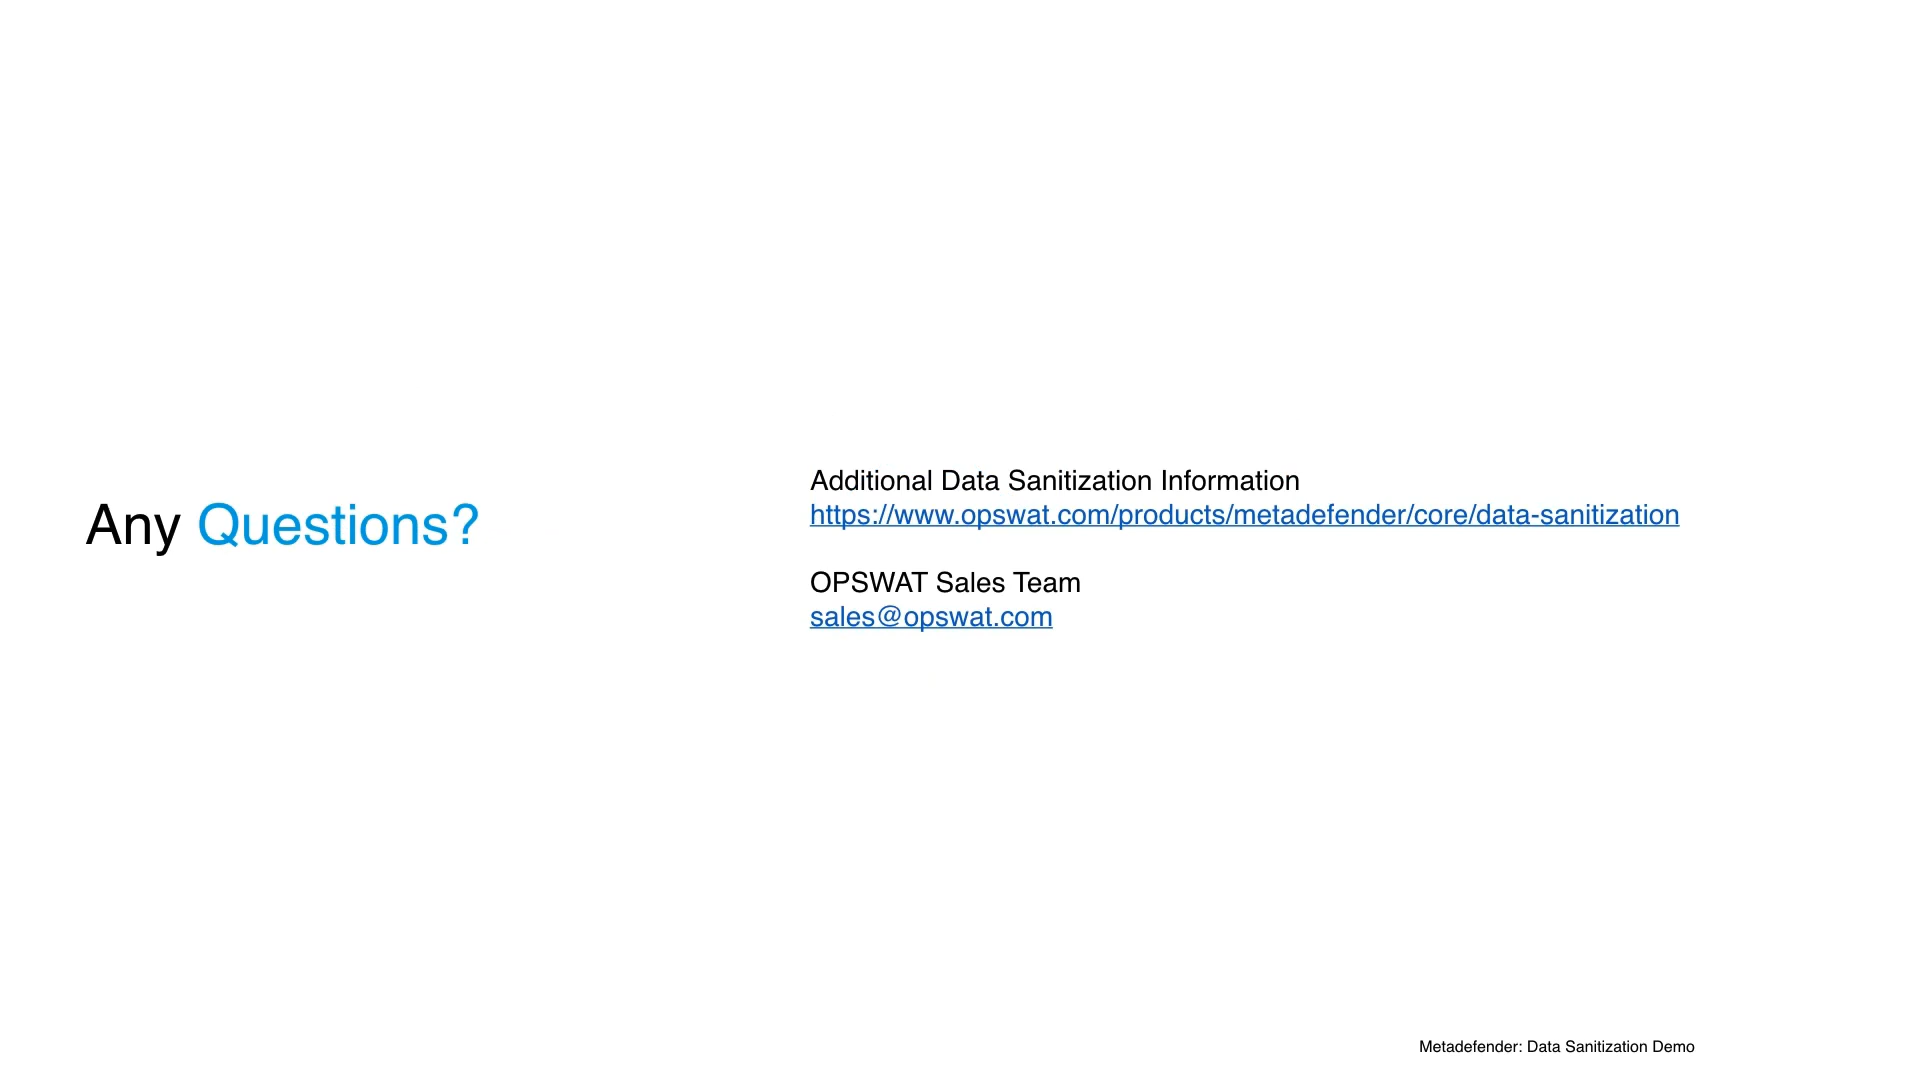 Any Questions?
Additional Data Sanitization Information
https://www.opswat.com/products/metadefender/core/data-sanitization
OPSWAT Sales Team
sales@opswat.com
Metadefender: Data Sanitization Demo